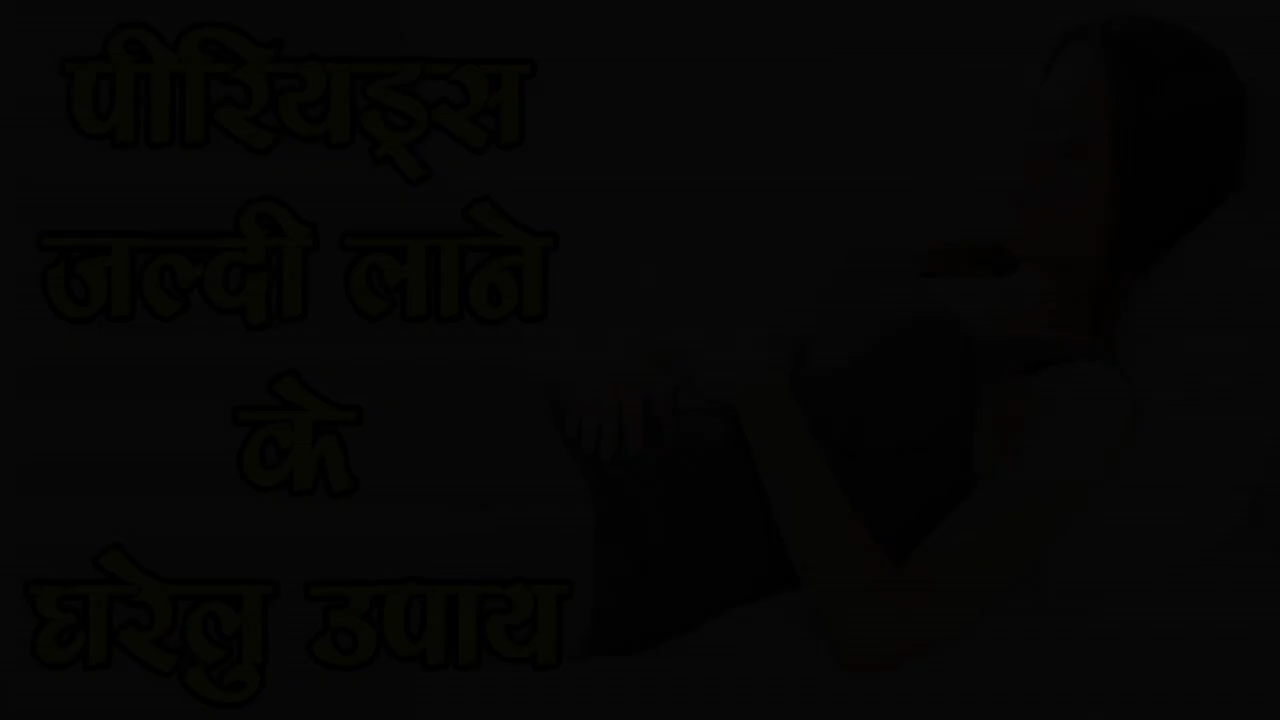 पीरियड्स
जल्दी लाने
के
घरेलु उपाय